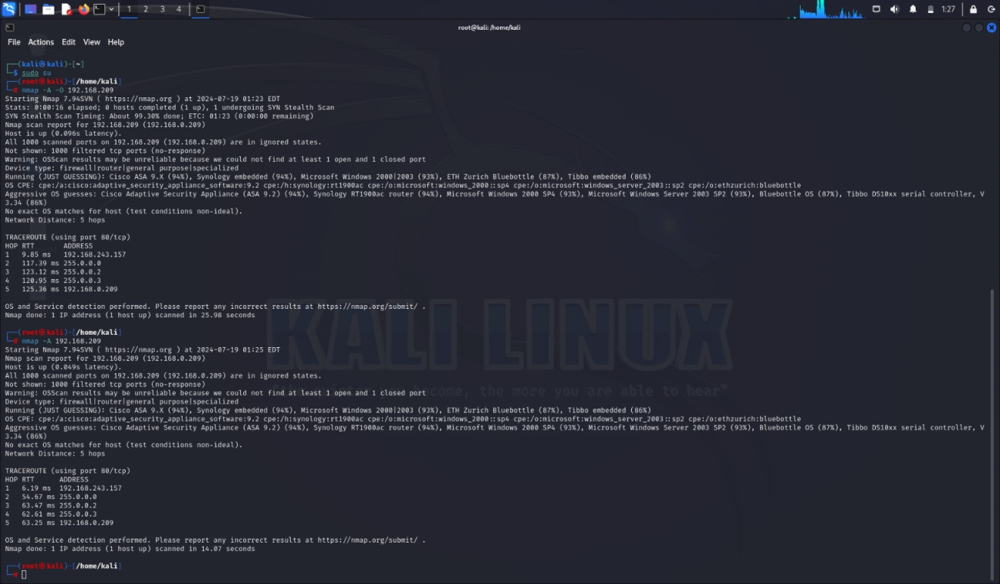 1 2 3 4
1:27
root@kali: /home/kali
File Actions Edit View Help
┌──(kali㉿kali)-[~]
└─$ sudo su
┌──(root㉿kali)-[/home/kali]
└─# nmap -A -O 192.168.209
Starting Nmap 7.94SVN ( https://nmap.org ) at 2024-07-19 01:23 EDT
Stats: 0:00:16 elapsed; 0 hosts completed (1 up), 1 undergoing SYN Stealth Scan
SYN Stealth Scan Timing: About 99.30% done; ETC: 01:23 (0:00:00 remaining)
Nmap scan report for 192.168.209 (192.168.0.209)
Host is up (0.096s latency).
All 1000 scanned ports on 192.168.209 (192.168.0.209) are in ignored states.
Not shown: 1000 filtered tcp ports (no-response)
Warning: OSScan results may be unreliable because we could not find at least 1 open and 1 closed port
Device type: firewall|router|general purpose|specialized
Running (JUST GUESSING): Cisco ASA 9.X (94%), Synology embedded (94%), Microsoft Windows 2000|2003 (93%), ETH Zurich Bluebottle (87%), Tibbo embedded (86%)
OS CPE: cpe:/a:cisco:adaptive_security_appliance_software:9.2 cpe:/h:synology:rt1900ac cpe:/o:microsoft:windows_2000::sp4 cpe:/o:microsoft:windows_server_2003::sp2 cpe:/o:ethzurich:bluebottle
Aggressive OS guesses: Cisco Adaptive Security Appliance (ASA 9.2) (94%), Synology RT1900ac router (94%), Microsoft Windows 2000 SP4 (93%), Microsoft Windows Server 2003 SP2 (93%), Bluebottle OS (87%), Tibbo DS10xx serial controller, V
3.34 (86%)
No exact OS matches for host (test conditions non-ideal).
Network Distance: 5 hops
TRACEROUTE (using port 80/tcp)
HOP RTT ADDRESS
1 9.85 ms 192.168.243.157
2 117.39 ms 255.0.0.0
3 123.12 ms 255.0.0.2
4 120.95 ms 255.0.0.3
5 125.36 ms 192.168.0.209
OS and Service detection performed. Please report any incorrect results at https://nmap.org/submit/ .
Nmap done: 1 IP address (1 host up) scanned in 25.98 seconds
KALI LINUX
┌──(root㉿kali)-[/home/kali]
└─# nmap -A 192.168.209
Starting Nmap 7.94SVN ( https://nmap.org ) at 2024-07-19 01:25 EDT
Nmap scan report for 192.168.209 (192.168.0.209)
Host is up (0.049s latency).
All 1000 scanned ports on 192.168.209 (192.168.0.209) are in ignored states.
Not shown: 1000 filtered tcp ports (no-response)
become, the more you are able to hear"
Warning: OSScan results may be unreliable because we could not find at least 1 open and 1 closed port
Device type: firewall|router|general purpose|specialized
Running (JUST GUESSING): Cisco ASA 9.X (94%), Synology embedded (94%), Microsoft Windows 2000|2003 (93%), ETH Zurich Bluebottle (87%), Tibbo embedded (86%)
OS CPE: cpe:/a:cisco:adaptive_security_appliance_software:9.2 cpe:/h:synology:rt1900ac cpe:/o:microsoft:windows_2000::sp4 cpe:/o:microsoft:windows_server_2003::sp2 cpe:/o:ethzurich:bluebottle
Aggressive OS guesses: Cisco Adaptive Security Appliance (ASA 9.2) (94%), Synology RT1900ac router (94%), Microsoft Windows 2000 SP4 (93%), Microsoft Windows Server 2003 SP2 (93%), Bluebottle OS (87%), Tibbo DS10xx serial controller, V
3.34 (86%)
No exact OS matches for host (test conditions non-ideal).
Network Distance: 5 hops
TRACEROUTE (using port 80/tcp)
HOP RTT ADDRESS
1 6.19 ms 192.168.243.157
2 54.67 ms 255.0.0.0
3 63.47 ms 255.0.0.2
4 62.61 ms 255.0.0.3
5 63.25 ms 192.168.0.209
OS and Service detection performed. Please report any incorrect results at https://nmap.org/submit/ .
Nmap done: 1 IP address (1 host up) scanned in 14.07 seconds
┌──(root㉿kali)-[/home/kali]
└─#